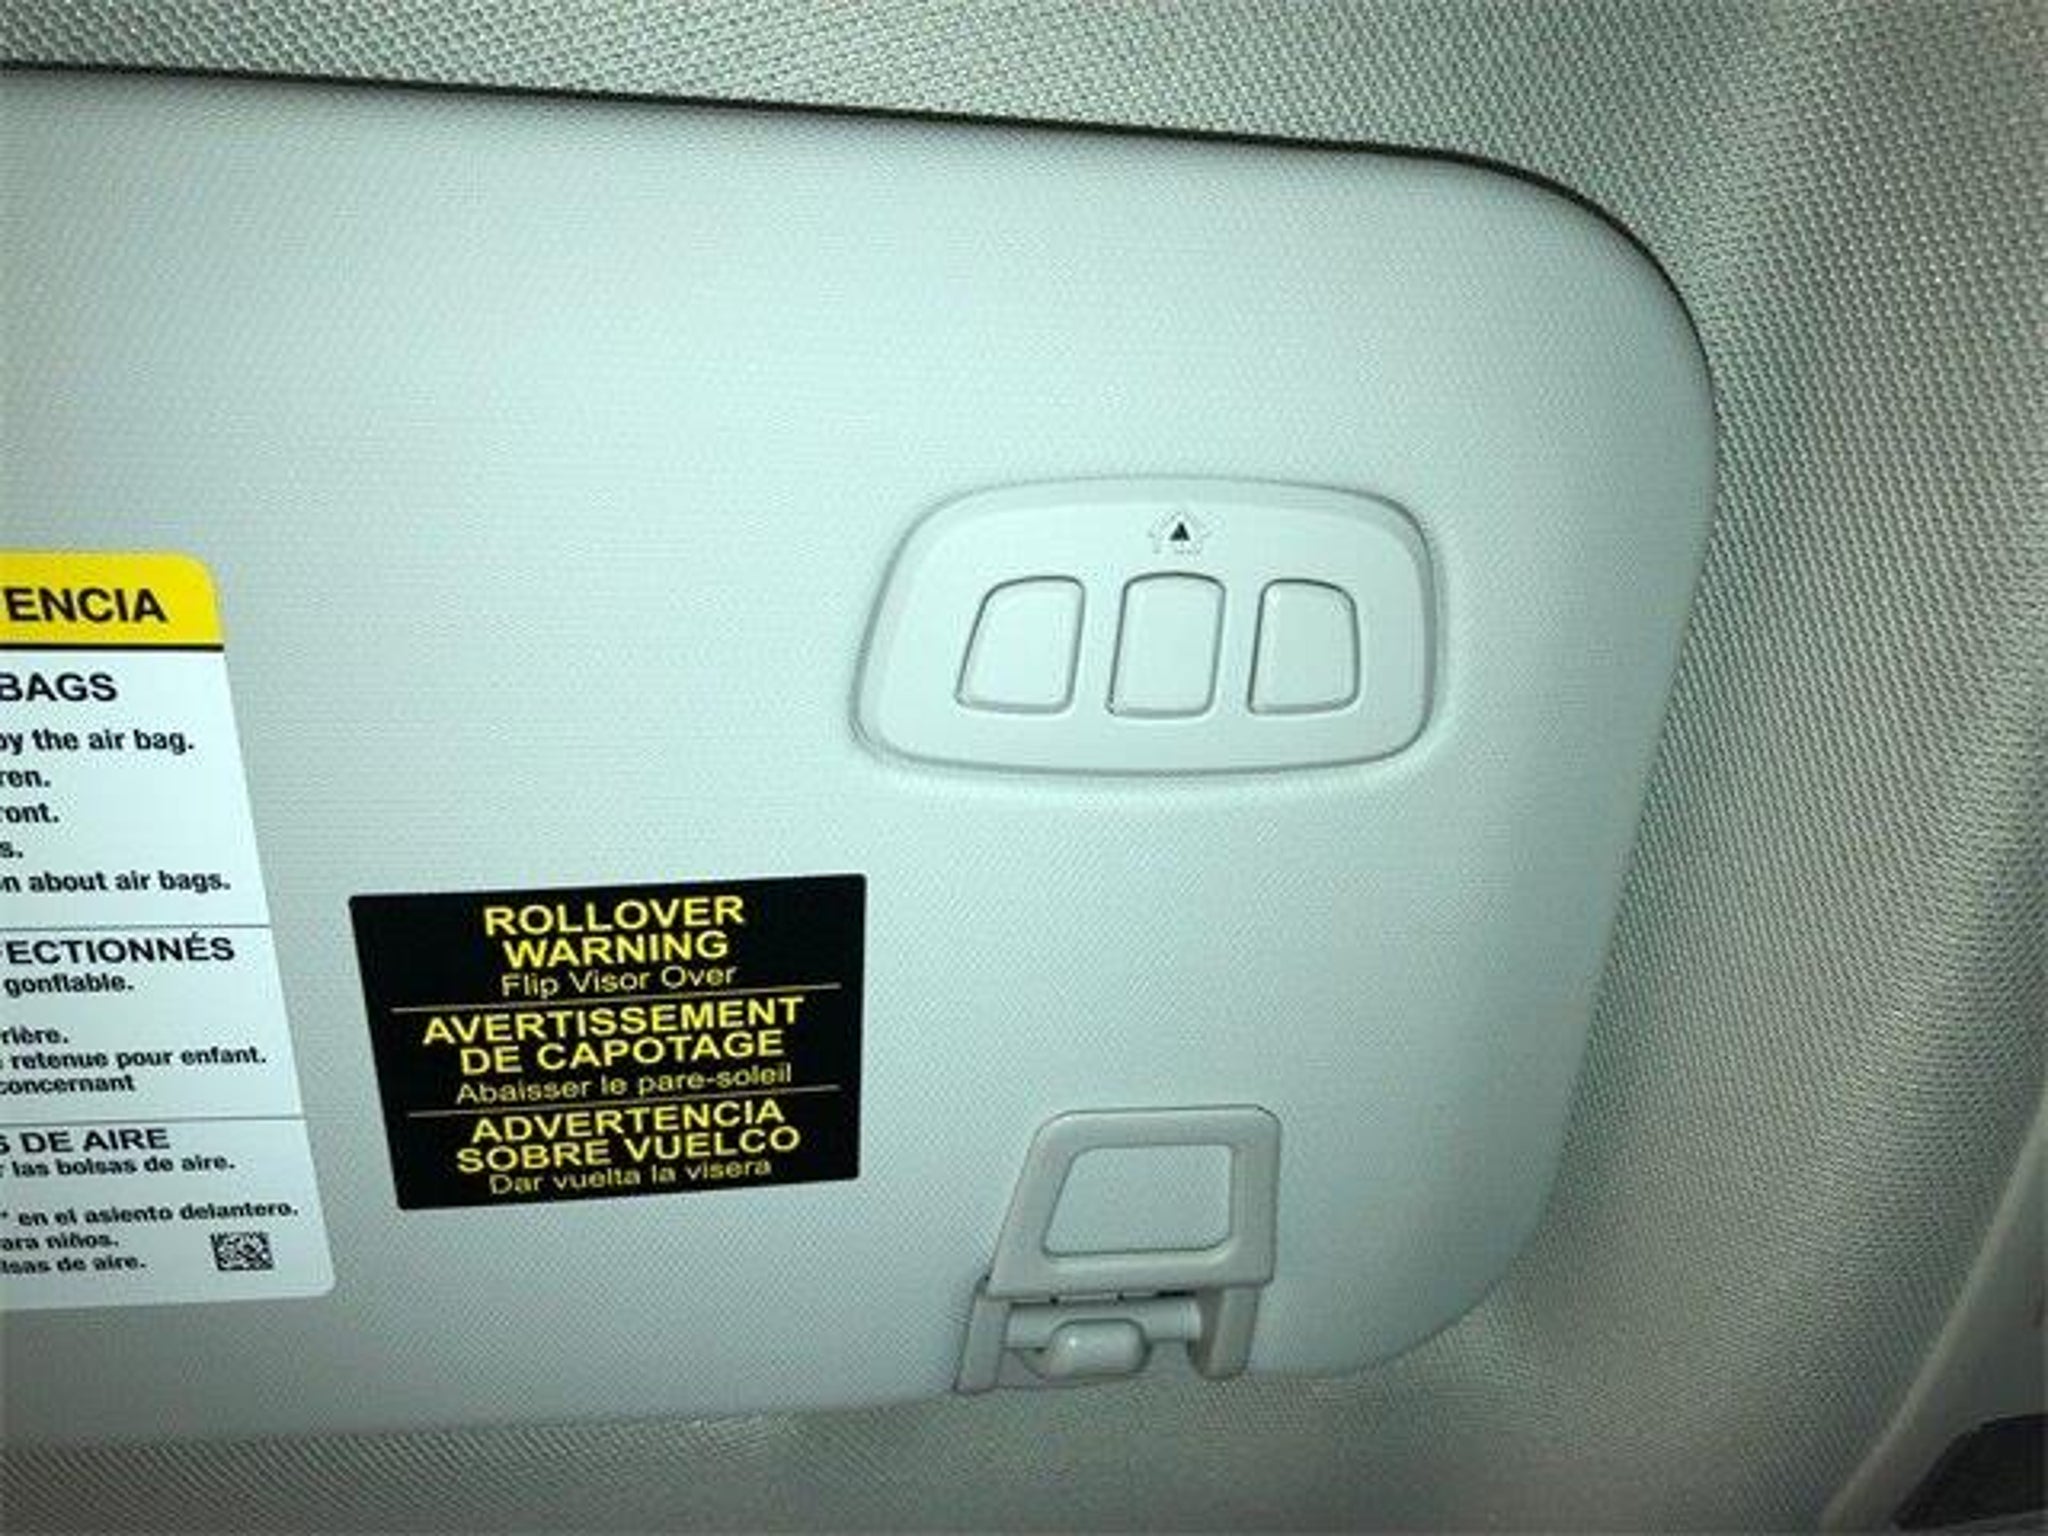 ENCIA
BAGS
by the air bag.
ren.
ront.
s.
n about air bags.
FECTIONNÉS
gonflable.
rière.
retenue pour enfant.
concernant
S DE AIRE
r las bolsas de aire.
* en el asiento delantero.
ara niños.
lsas de aire.
ROLLOVER
WARNING
Flip Visor Over
AVERTISSEMENT
DE CAPOTAGE
Abaisser le pare-soleil
ADVERTENCIA
SOBRE VUELCO
Dar vuelta la visera